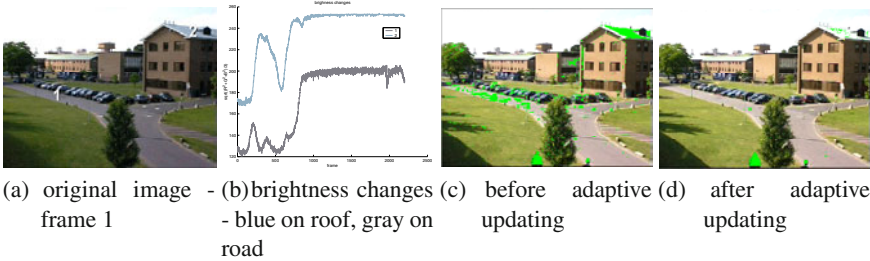 brightness changes
260
240
220
200
180
160
140
120
0
500
1000
1500
2000
2500
frame
(a) original image -
frame 1
(b) brightness changes
- blue on roof, gray on
road
(c) before adaptive
updating
(d) after adaptive
updating